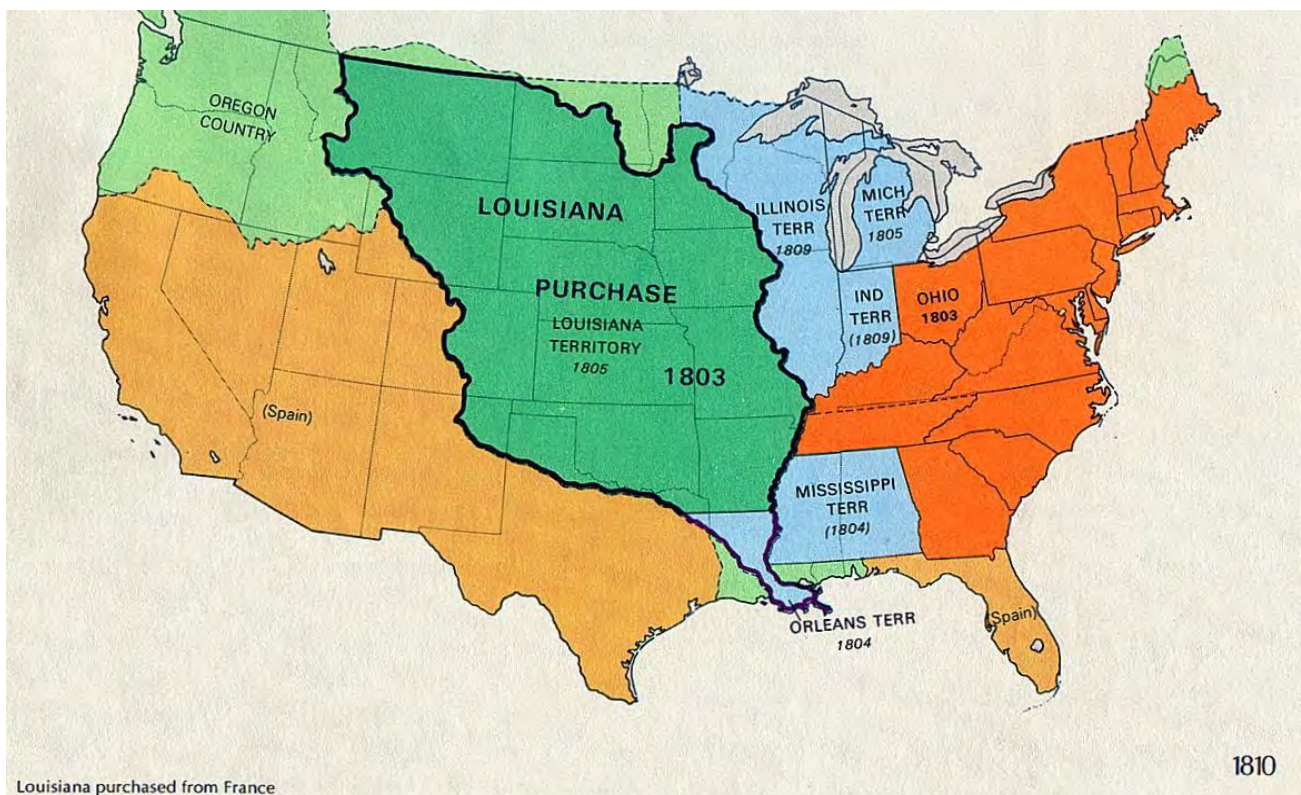 OREGON
COUNTRY
LOUISIANA
PURCHASE
LOUISIANA
TERRITORY
1805
1803
ILLINOIS
TERR
1809
MICH
TERR
1805
IND
TERR
(1809)
OHIO
1803
(Spain)
MISSISSIPPI
TERR
(1804)
ORLEANS TERR
1804
(Spain)
1810
Louisiana purchased from France